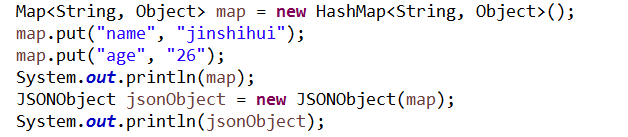 Map<String, Object> map = new HashMap<String, Object>();
map.put("name", "jinshihui");
map.put("age", "26");
System.out.println(map);
JSONObject jsonObject = new JSONObject(map);
System.out.println(jsonObject);